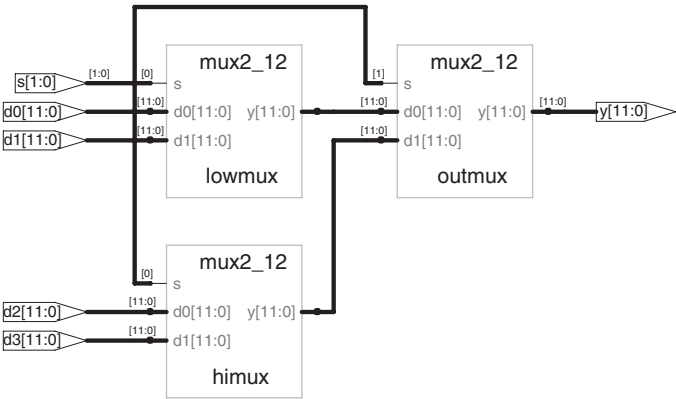 mux2_12
mux2_12
[1:0]
[0]
[1]
s[1:0]
s
s
[11:0]
[11:0]
[11:0]
d0[11:0]
d0[11:0]
y[11:0]
d0[11:0]
y[11:0]
y[11:0]
[11:0]
[11:0]
d1[11:0]
d1[11:0]
d1[11:0]
lowmux
outmux
mux2_12
[0]
s
[11:0]
d2[11:0]
d0[11:0]
y[11:0]
[11:0]
d3[11:0]
d1[11:0]
himux